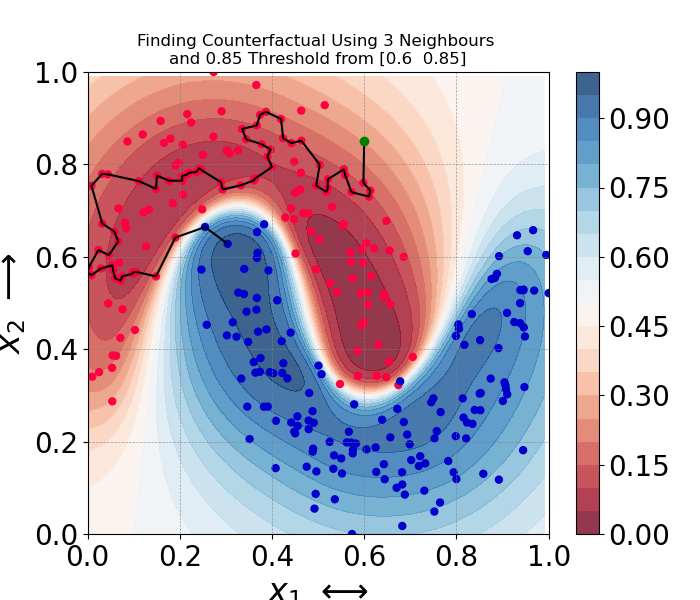 Finding Counterfactual Using 3 Neighbours
and 0.85 Threshold from [0.6 0.85]
1.0
0.8
0.6
0.4
0.2
0.0
x₂ ⟶
0.0 0.2 0.4 0.6 0.8 1.0
x₁ ⟷
0.90
0.75
0.60
0.45
0.30
0.15
0.00